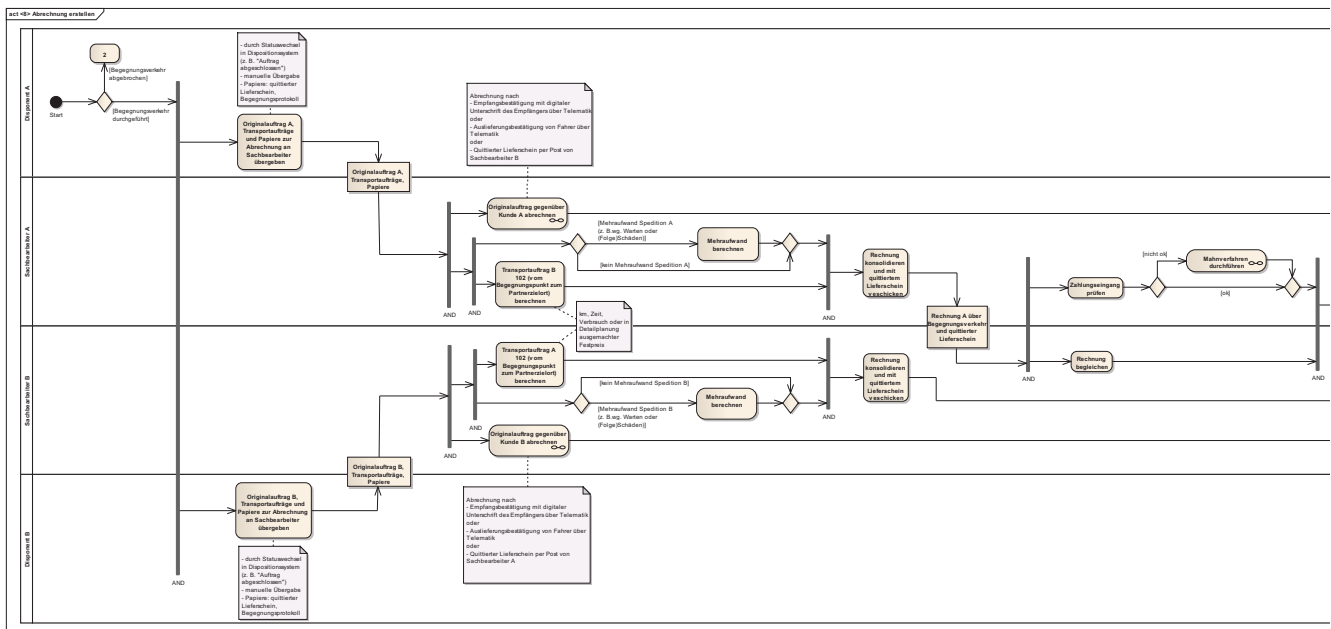 act <8> Abrechnung erstellen
Disponent A
2
[Begegnungsverkehr
abgebrochen]
Start
[Begegnungsverkehr
durchgeführt]
- durch Statuswechsel
in Dispositionsystem
(z. B. "Auftrag
abgeschlossen")
- manuelle Übergabe
- Papiere: quittierter
Lieferschein,
Begegnungsprotokoll
Originalauftrag A,
Transportaufträge
und Papiere zur
Abrechnung an
Sachbearbeiter
übergeben
Originalauftrag A,
Transportaufträge,
Papiere
Abrechnung nach
- Empfangsbestätigung mit digitaler
Unterschrift des Empfängers über Telematik
oder
- Auslieferungsbestätigung von Fahrer über
Telematik
oder
- Quittierter Lieferschein per Post von
Sachbearbeiter B
Sachbearbeiter A
Originalauftrag gegenüber
Kunde A abrechnen
[Mehraufwand Spedition A
(z. B.wg. Warten oder
(Folge)Schäden)]
Mehraufwand
berechnen
[kein Mehraufwand Spedition A]
Transportauftrag B
102 (vom
Begegnungspunkt zum
Partnerzielort)
berechnen
AND
AND
AND
Rechnung
konsolidieren
und mit
quittiertem
Lieferschein
veschicken
km, Zeit,
Verbrauch oder in
Detailplanung
ausgemachter
Festpreis
Rechnung A über
Begegnungsverkehr
und quittierter
Lieferschein
Zahlungseingang
prüfen
[nicht ok]
Mahnverfahren
durchführen
[ok]
Rechnung
begleichen
AND
AND
Sachbearbeiter B
Transportauftrag A
102 (vom
Begegnungspunkt
zum Partnerzielort)
berechnen
[kein Mehraufwand Spedition B]
Mehraufwand
berechnen
[Mehraufwand Spedition B
(z. B.wg. Warten oder
(Folge)Schäden)]
Originalauftrag gegenüber
Kunde B abrechnen
AND
AND
AND
Rechnung
konsolidieren
und mit
quittiertem
Lieferschein
veschicken
Originalauftrag B,
Transportaufträge,
Papiere
Disponent B
Originalauftrag B,
Transportaufträge und
Papiere zur Abrechnung
an Sachbearbeiter
übergeben
AND
- durch Statuswechsel
in Dispositionsystem
(z. B. "Auftrag
abgeschlossen")
- manuelle Übergabe
- Papiere: quittierter
Lieferschein,
Begegnungsprotokoll
Abrechnung nach
- Empfangsbestätigung mit digitaler
Unterschrift des Empfängers über Telematik
oder
- Auslieferungsbestätigung von Fahrer über
Telematik
oder
- Quittierter Lieferschein per Post von
Sachbearbeiter A